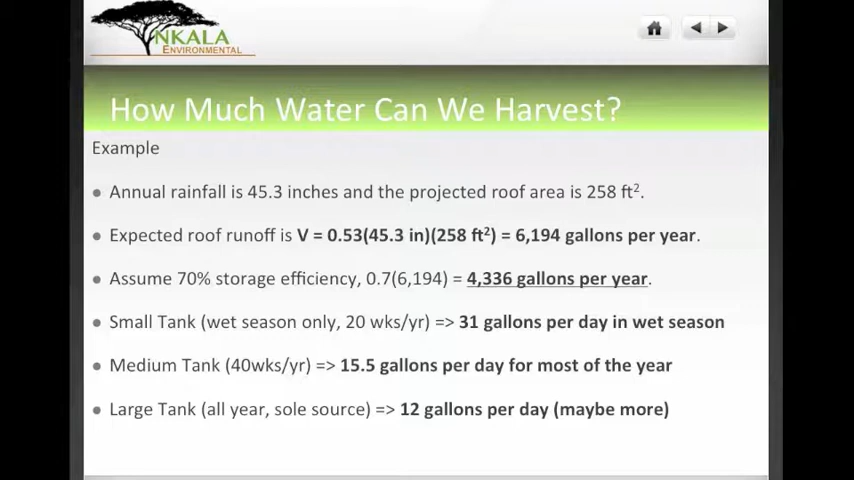 NKALA
ENVIRONMENTAL
How Much Water Can We Harvest?
Example
● Annual rainfall is 45.3 inches and the projected roof area is 258 ft².
● Expected roof runoff is V = 0.53(45.3 in)(258 ft²) = 6,194 gallons per year.
● Assume 70% storage efficiency, 0.7(6,194) = 4,336 gallons per year.
● Small Tank (wet season only, 20 wks/yr) => 31 gallons per day in wet season
● Medium Tank (40wks/yr) => 15.5 gallons per day for most of the year
● Large Tank (all year, sole source) => 12 gallons per day (maybe more)